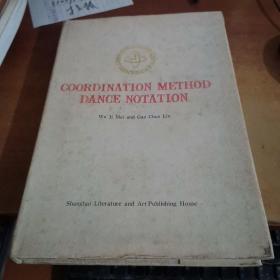 COORDINATION METHOD
DANCE NOTATION
Wu Ji Mei and Gao Chun Lin
Shanghai Literature and Art Publishing House